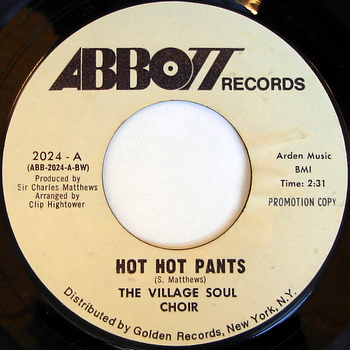 ABBOTT RECORDS
2024 - A
(ABB-2024-A-BW)
Produced by
Sir Charles Matthews
Arranged by
Clip Hightower
Arden Music
BMI
Time: 2:31
PROMOTION COPY
HOT HOT PANTS
(S. Matthews)
THE VILLAGE SOUL
CHOIR
Distributed by Golden Records, New York, N.Y.